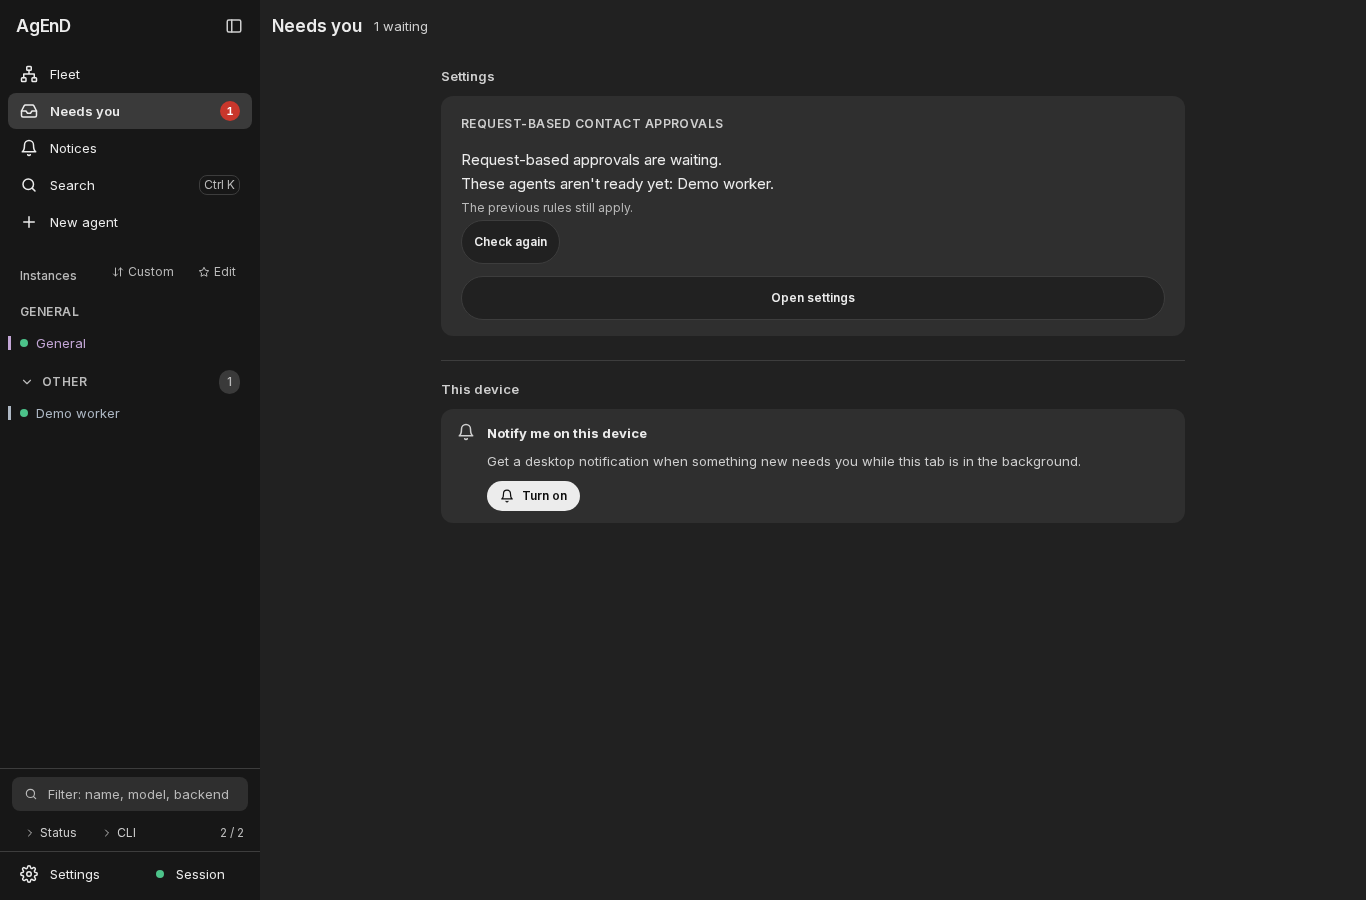 AgEnD
Fleet
Needs you
1
Notices
Search
Ctrl K
New agent
Instances
Custom
Edit
GENERAL
General
OTHER
1
Demo worker
Filter: name, model, backend
Status
CLI
2 / 2
Settings
Session
Needs you
1 waiting
Settings
REQUEST-BASED CONTACT APPROVALS
Request-based approvals are waiting.
These agents aren't ready yet: Demo worker.
The previous rules still apply.
Check again
Open settings
This device
Notify me on this device
Get a desktop notification when something new needs you while this tab is in the background.
Turn on